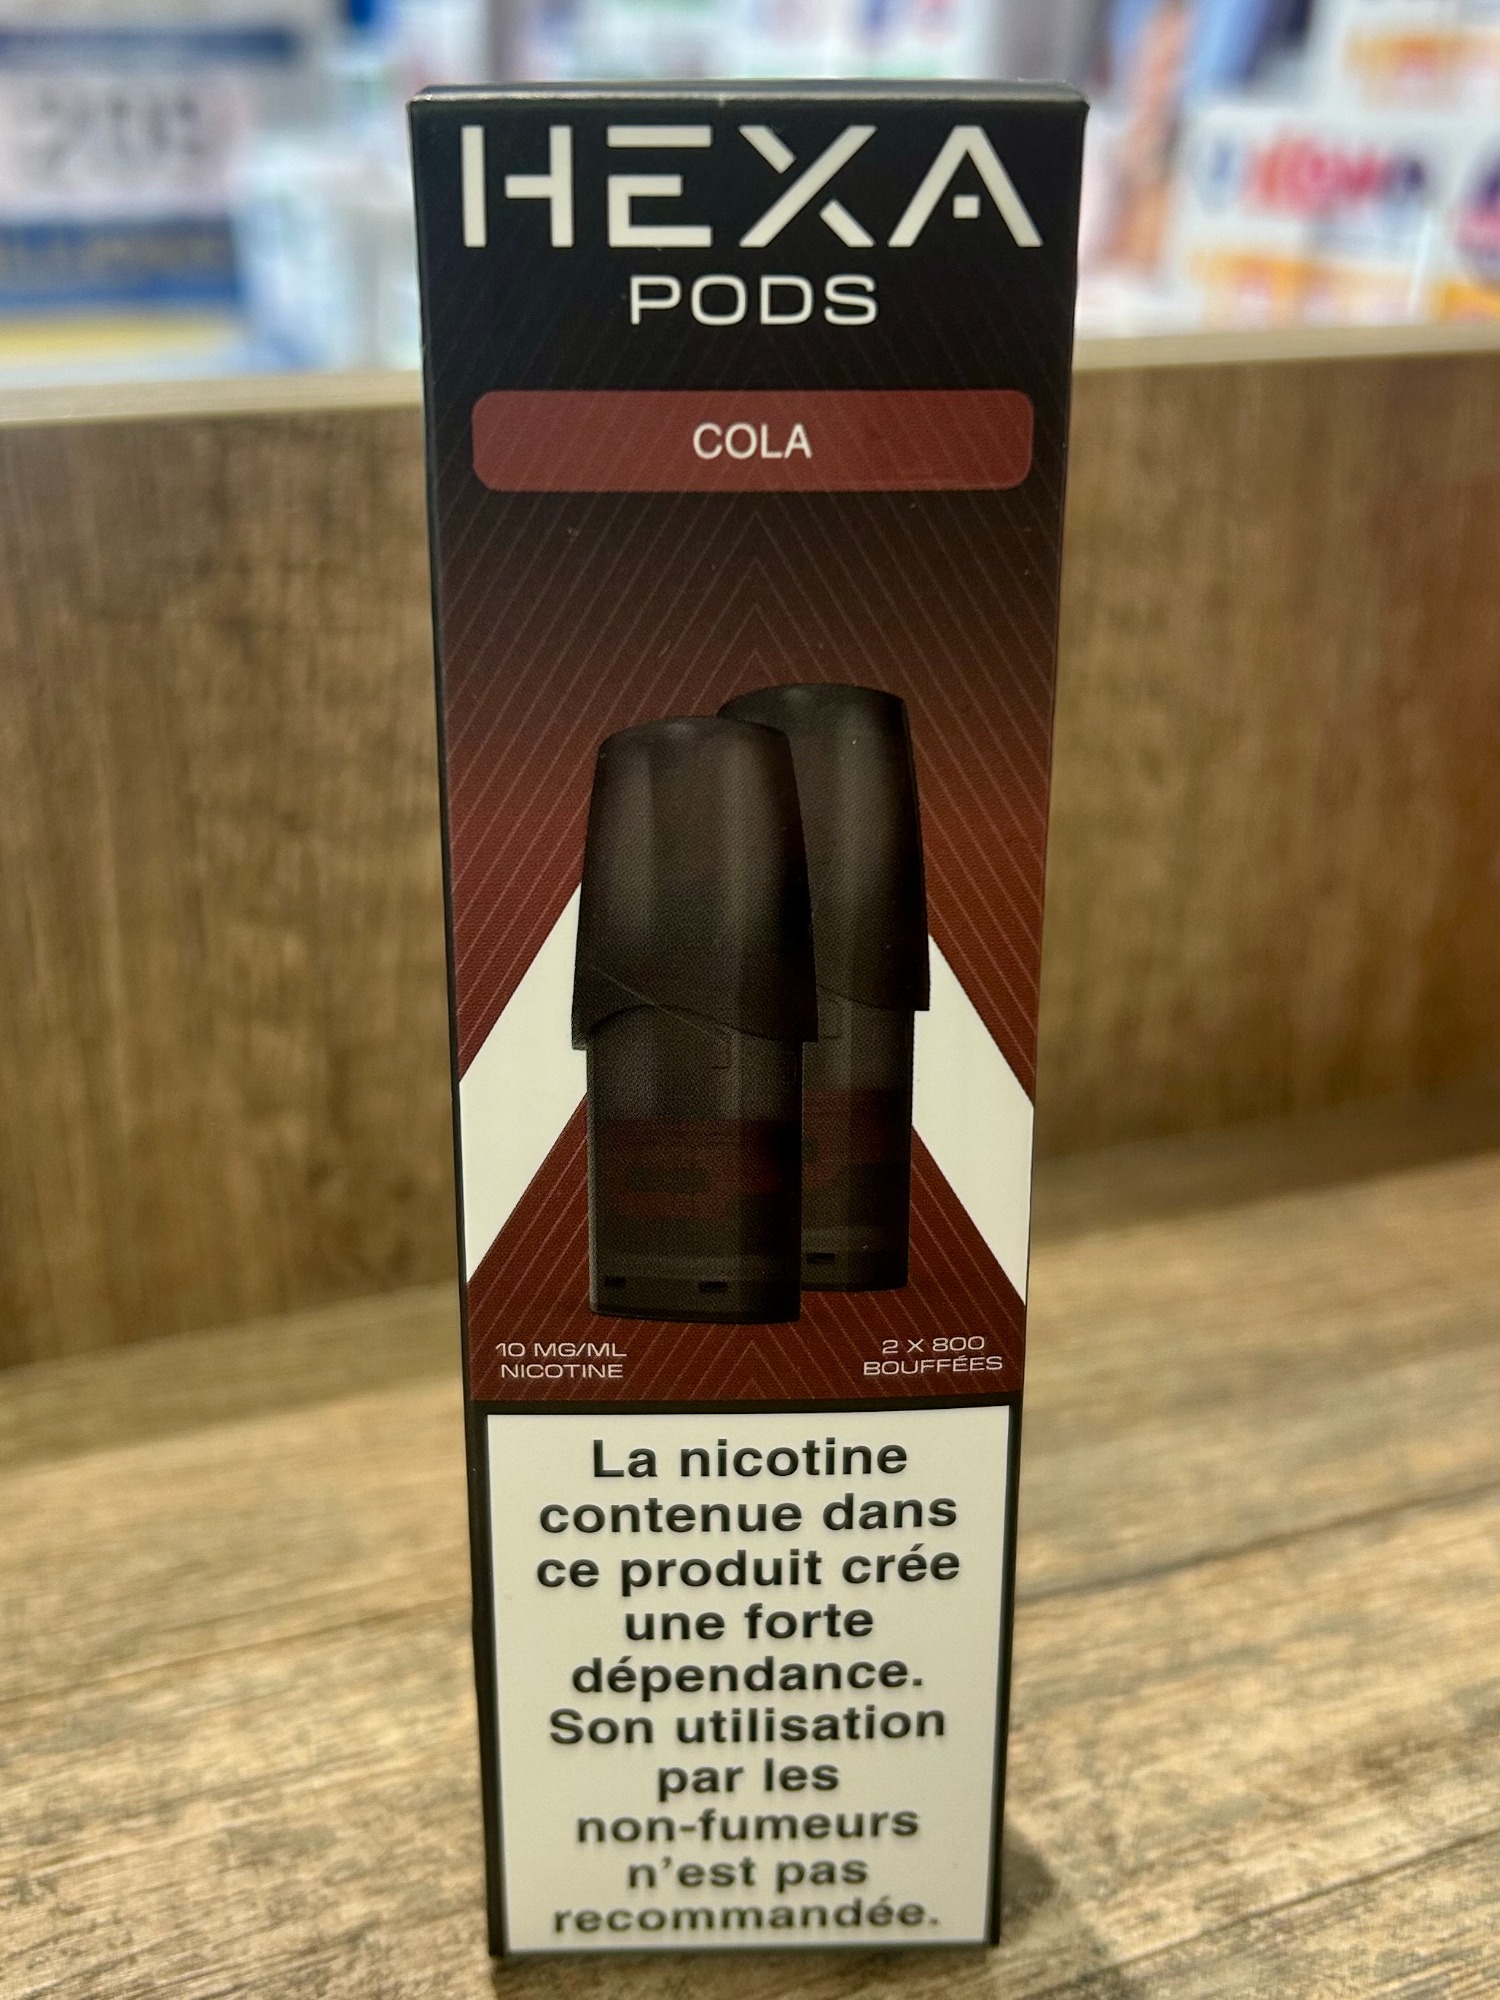 HEXA
PODS
COLA
10 MG/ML
NICOTINE
2 X 800
BOUFFÉES
La nicotine
contenue dans
ce produit crée
une forte
dépendance.
Son utilisation
par les
non-fumeurs
n'est pas
recommandée.